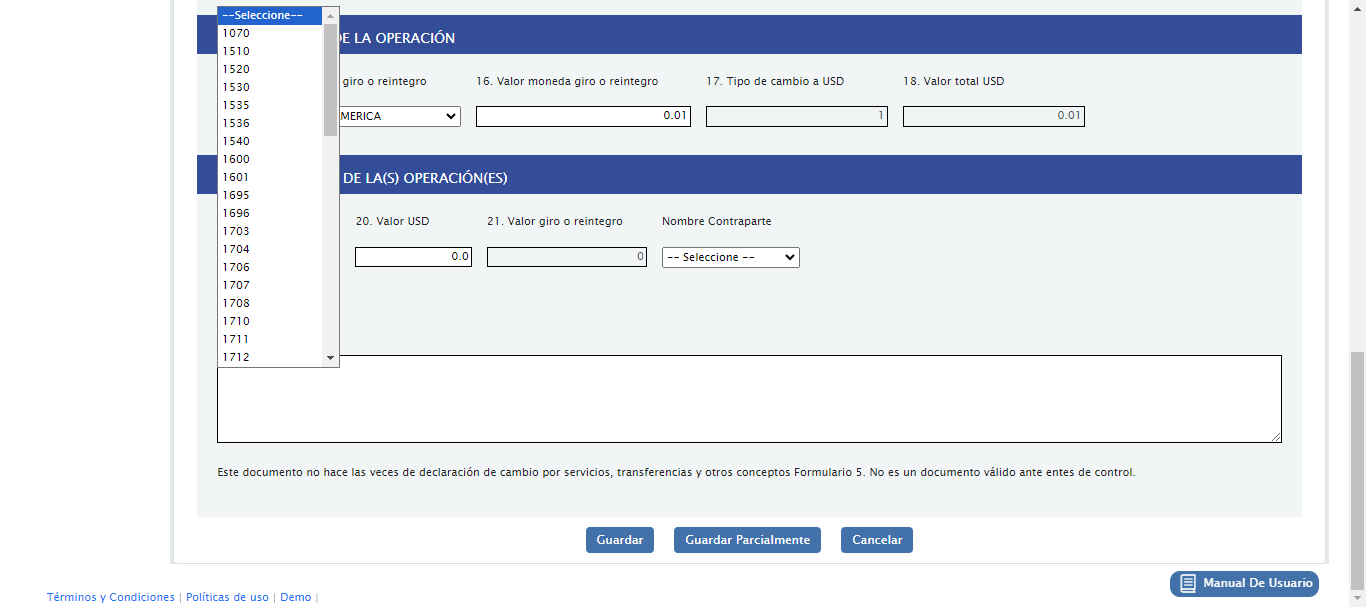 --Seleccione--
1070
1510
1520
1530
1535
1536
1540
1600
1601
1695
1696
1703
1704
1706
1707
1708
1710
1711
1712
DE LA OPERACIÓN
giro o reintegro
16. Valor moneda giro o reintegro
17. Tipo de cambio a USD
18. Valor total USD
MERICA
0.01
1
0.01
DE LA(S) OPERACIÓN(ES)
20. Valor USD
21. Valor giro o reintegro
Nombre Contraparte
0.0
0
-- Seleccione --
Este documento no hace las veces de declaración de cambio por servicios, transferencias y otros conceptos Formulario 5. No es un documento válido ante entes de control.
Guardar
Guardar Parcialmente
Cancelar
Manual De Usuario
Términos y Condiciones | Políticas de uso | Demo |